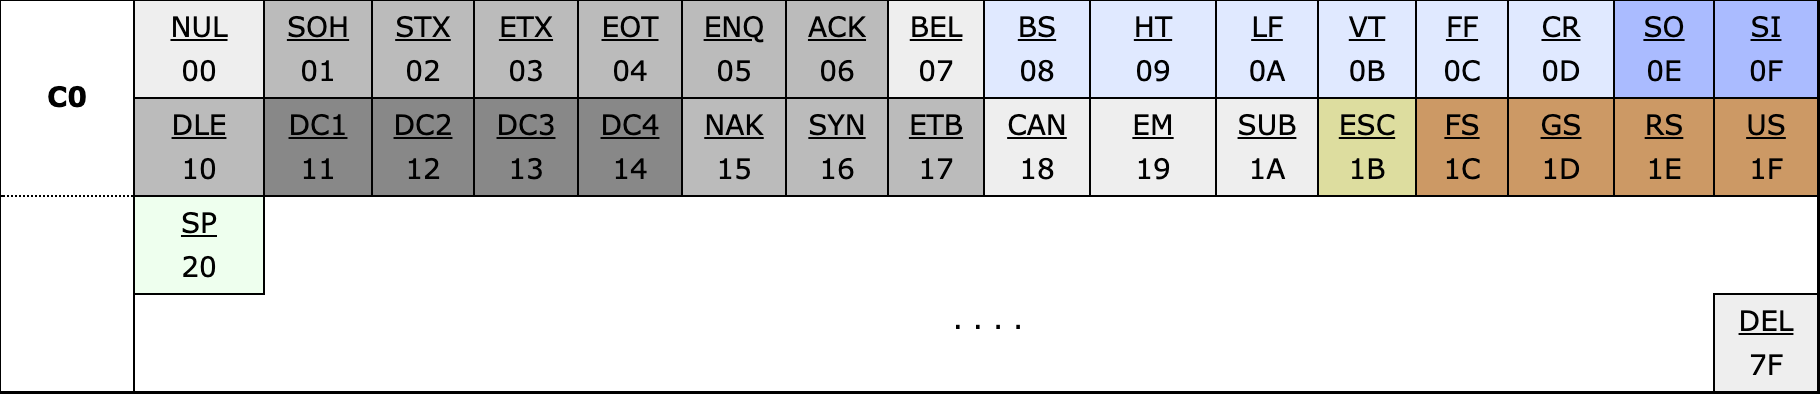 NUL SOH STX ETX EOT ENQ ACK BEL BS HT LF VT FF CR SO SI
00 01 02 03 04 05 06 07 08 09 0A 0B 0C 0D 0E 0F
C0
DLE DC1 DC2 DC3 DC4 NAK SYN ETB CAN EM SUB ESC FS GS RS US
10 11 12 13 14 15 16 17 18 19 1A 1B 1C 1D 1E 1F
SP
20
. . . .
DEL
7F